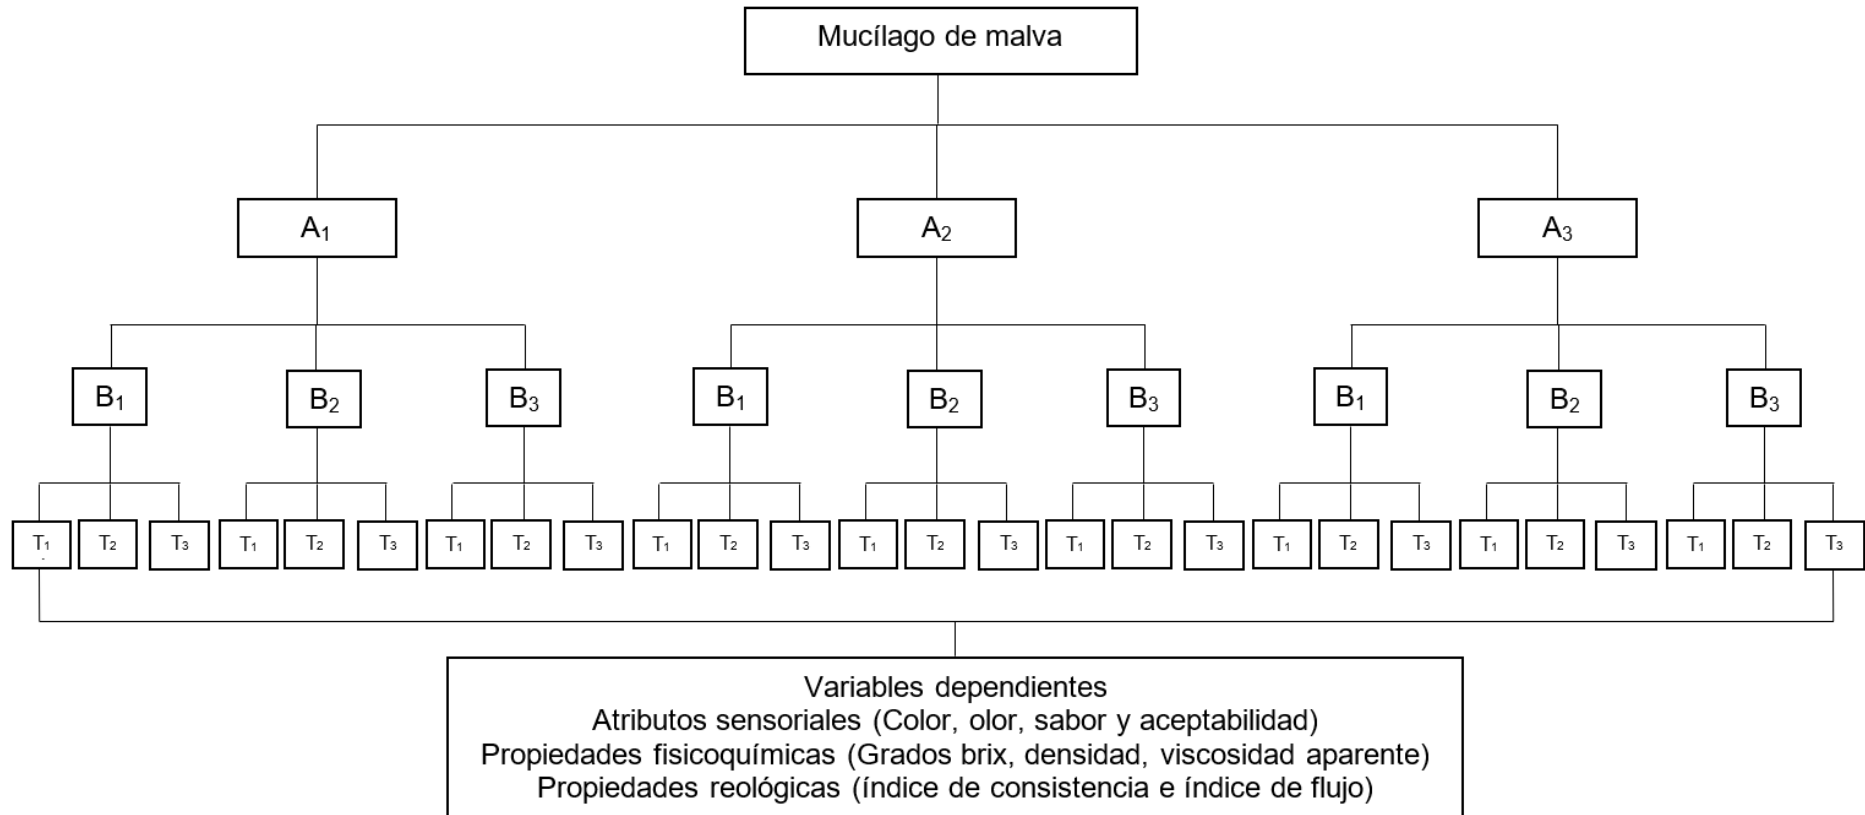 Mucílago de malva
A₁ A₂ A₃
B₁ B₂ B₃ B₁ B₂ B₃ B₁ B₂ B₃
T₁ T₂ T₃ T₁ T₂ T₃ T₁ T₂ T₃ T₁ T₂ T₃ T₁ T₂ T₃ T₁ T₂ T₃ T₁ T₂ T₃ T₁ T₂ T₃ T₁ T₂ T₃
Variables dependientes
Atributos sensoriales (Color, olor, sabor y aceptabilidad)
Propiedades fisicoquímicas (Grados brix, densidad, viscosidad aparente)
Propiedades reológicas (índice de consistencia e índice de flujo)